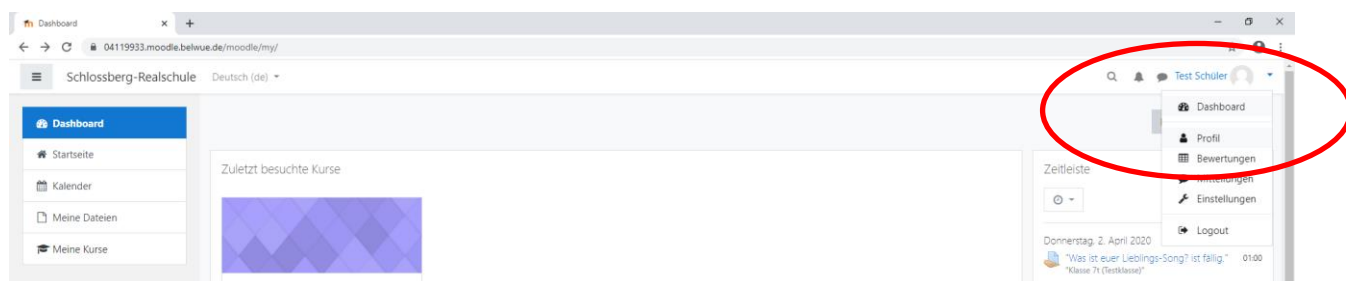 Dashboard
04119933.moodle.belwue.de/moodle/my/
Schlossberg-Realschule Deutsch (de)
Test Schüler
Dashboard
Startseite
Kalender
Meine Dateien
Meine Kurse
Zuletzt besuchte Kurse
Dashboard
Profil
Bewertungen
Mitteilungen
Einstellungen
Logout
Zeitleiste
Donnerstag, 2. April 2020
"Was ist euer Lieblings-Song? ist fällig." 01:00
"Klasse 7t (Testklasse)"